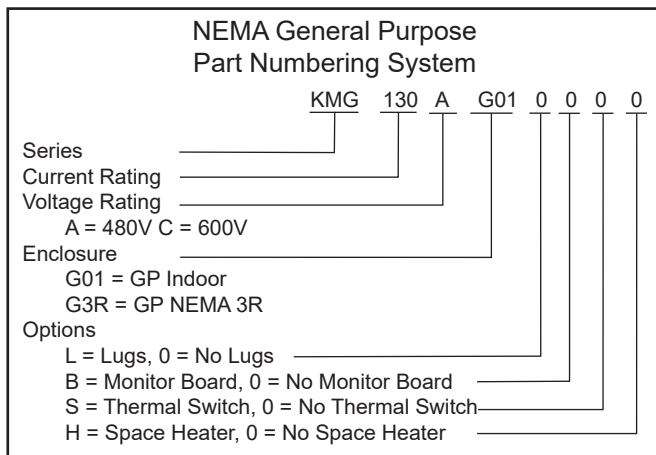 NEMA General Purpose
Part Numbering System
KMG 130 A G01 0 0 0 0
Series
Current Rating
Voltage Rating
A = 480V C = 600V
Enclosure
G01 = GP Indoor
G3R = GP NEMA 3R
Options
L = Lugs, 0 = No Lugs
B = Monitor Board, 0 = No Monitor Board
S = Thermal Switch, 0 = No Thermal Switch
H = Space Heater, 0 = No Space Heater